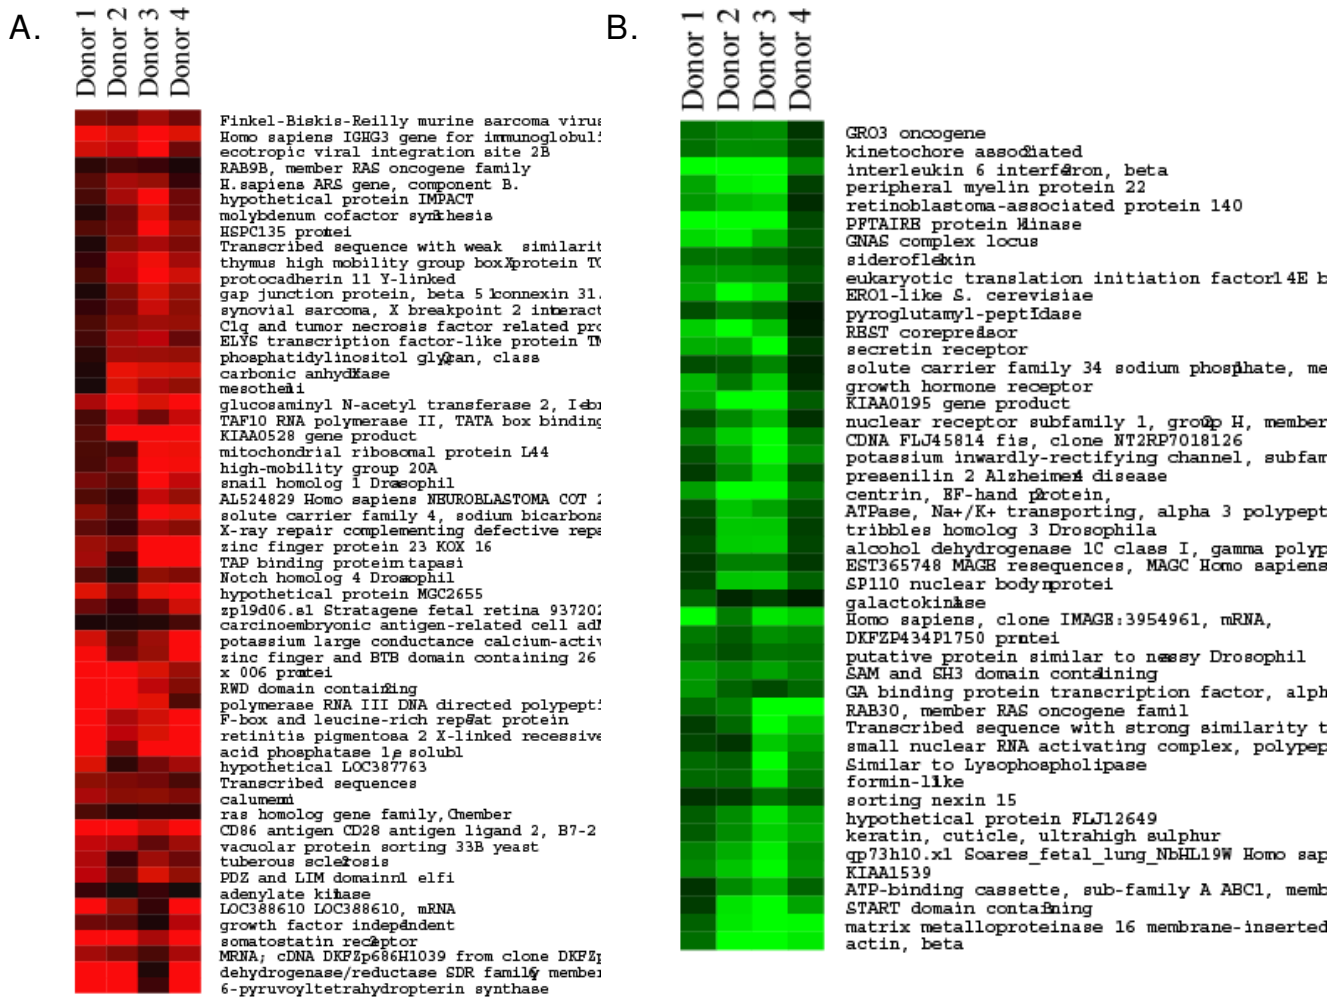 A.
Donor 1
Donor 2
Donor 3
Donor 4
Finkel-Biskis-Reilly murine sarcoma virus
Homo sapiens IGHG3 gene for immunoglobuli
ecotropic viral integration site 2B
RAB9B, member RAS oncogene family
H.sapiens ARS gene, component B.
hypothetical protein IMPACT
molybdenum cofactor synthesis
HSPC135 protei
Transcribed sequence with weak similarit
thymus high mobility group box protein TO
protocadherin 11 Y-linked
gap junction protein, beta 5 connexin 31.
synovial sarcoma, X breakpoint 2 interact
C1q and tumor necrosis factor related pro
ELYS transcription factor-like protein TM
phosphatidylinositol glycan, class
carbonic anhydrase
mesotheli
glucosaminyl N-acetyl transferase 2, I-br
TAF10 RNA polymerase II, TATA box binding
KIAA0528 gene product
mitochondrial ribosomal protein L44
high-mobility group 20A
snail homolog 1 Drosophil
AL524829 Homo sapiens NEUROBLASTOMA COT 2
solute carrier family 4, sodium bicarbona
X-ray repair complementing defective repa
zinc finger protein 23 KOX 16
TAP binding protein tapasi
Notch homolog 4 Drosophil
hypothetical protein MGC2655
zp19d06.s1 Stratagene fetal retina 937202
carcinoembryonic antigen-related cell adh
potassium large conductance calcium-activ
zinc finger and BTB domain containing 26
x 006 protei
RWD domain containing
polymerase RNA III DNA directed polypepti
F-box and leucine-rich repeat protein
retinitis pigmentosa 2 X-linked recessive
acid phosphatase 1, solubl
hypothetical LOC387763
Transcribed sequences
calumeni
ras homolog gene family, member
CD86 antigen CD28 antigen ligand 2, B7-2
vacuolar protein sorting 33B yeast
tuberous sclerosis
PDZ and LIM domain 1 elfi
adenylate kinase
LOC388610 LOC388610, mRNA
growth factor independent
somatostatin receptor
MRNA; cDNA DKFZp686H1039 from clone DKFZp
dehydrogenase/reductase SDR family member
6-pyruvoyltetrahydropterin synthase
B.
Donor 1
Donor 2
Donor 3
Donor 4
GRO3 oncogene
kinetochore associated
interleukin 6 interferon, beta
peripheral myelin protein 22
retinoblastoma-associated protein 140
PFTAIRE protein kinase
GNAS complex locus
sideroflexin
eukaryotic translation initiation factor 4E b
ERO1-like S. cerevisiae
pyroglutamyl-peptidase
REST corepressor
secretin receptor
solute carrier family 34 sodium phosphate, me
growth hormone receptor
KIAA0195 gene product
nuclear receptor subfamily 1, group H, member
CDNA FLJ45814 fis, clone NT2RP7018126
potassium inwardly-rectifying channel, subfam
presenilin 2 Alzheimer disease
centrin, EF-hand protein,
ATPase, Na+/K+ transporting, alpha 3 polypept
tribbles homolog 3 Drosophila
alcohol dehydrogenase 1C class I, gamma polyp
EST365748 MAGE resequences, MAGC Homo sapiens
SP110 nuclear body protei
galactokinase
Homo sapiens, clone IMAGE:3954961, mRNA,
DKFZP434P1750 protei
putative protein similar to nessy Drosophil
SAM and SH3 domain containing
GA binding protein transcription factor, alph
RAB30, member RAS oncogene famil
Transcribed sequence with strong similarity t
small nuclear RNA activating complex, polypep
Similar to Lysophospholipase
formin-like
sorting nexin 15
hypothetical protein FLJ12649
keratin, cuticle, ultrahigh sulphur
qp73h10.x1 Soares_fetal_lung_NbHL19W Homo sap
KIAA1539
ATP-binding cassette, sub-family A ABC1, memb
START domain containing
matrix metalloproteinase 16 membrane-inserted
actin, beta